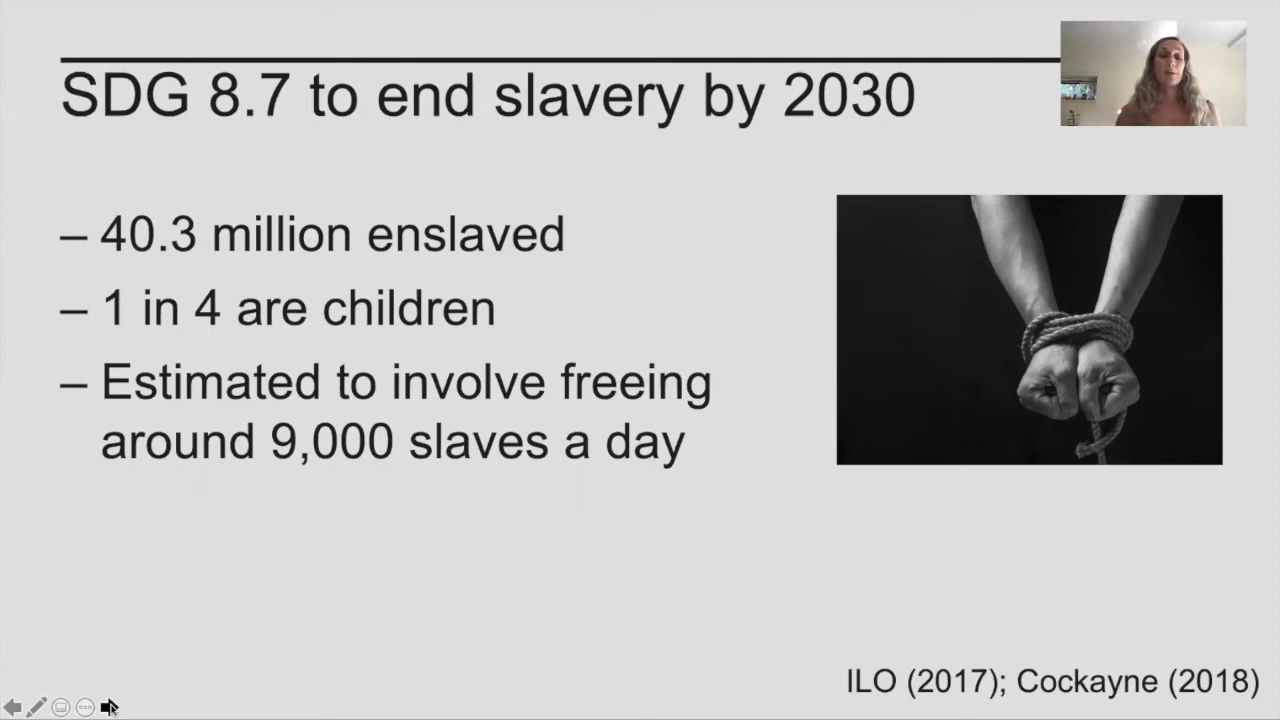 SDG 8.7 to end slavery by 2030
– 40.3 million enslaved
– 1 in 4 are children
– Estimated to involve freeing
around 9,000 slaves a day
ILO (2017); Cockayne (2018)